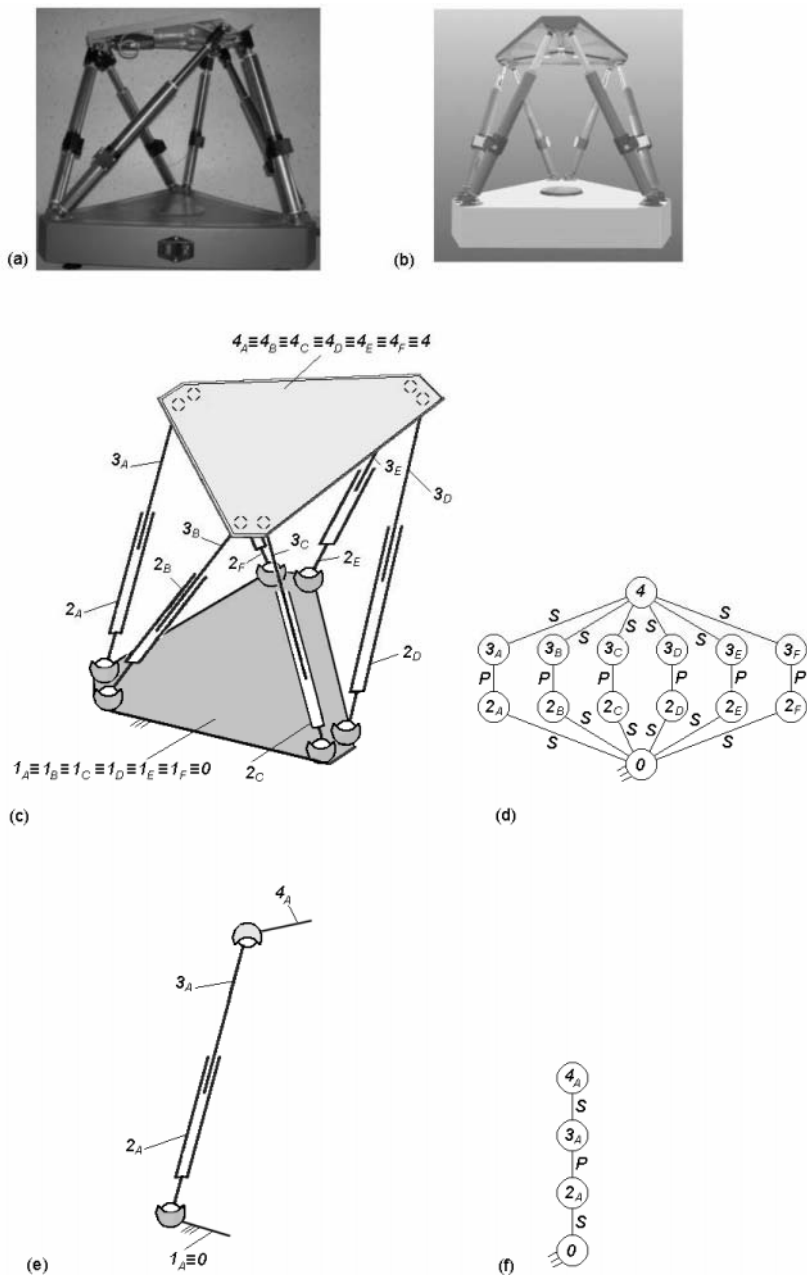 (a)
(b)
4A≡4B≡4C≡4D≡4E≡4F≡4
3A
3E
3D
3B
3C
2B
2F
2E
2A
2D
1A≡1B≡1C≡1D≡1E≡1F≡0
2C
(c)
4
S S S S S S
3A 3B 3C 3D 3E 3F
P P P P P P
2A 2B 2C 2D 2E 2F
S S S S S S
0
(d)
4A
3A
2A
1A≡0
(e)
4A
S
3A
P
2A
S
0
(f)